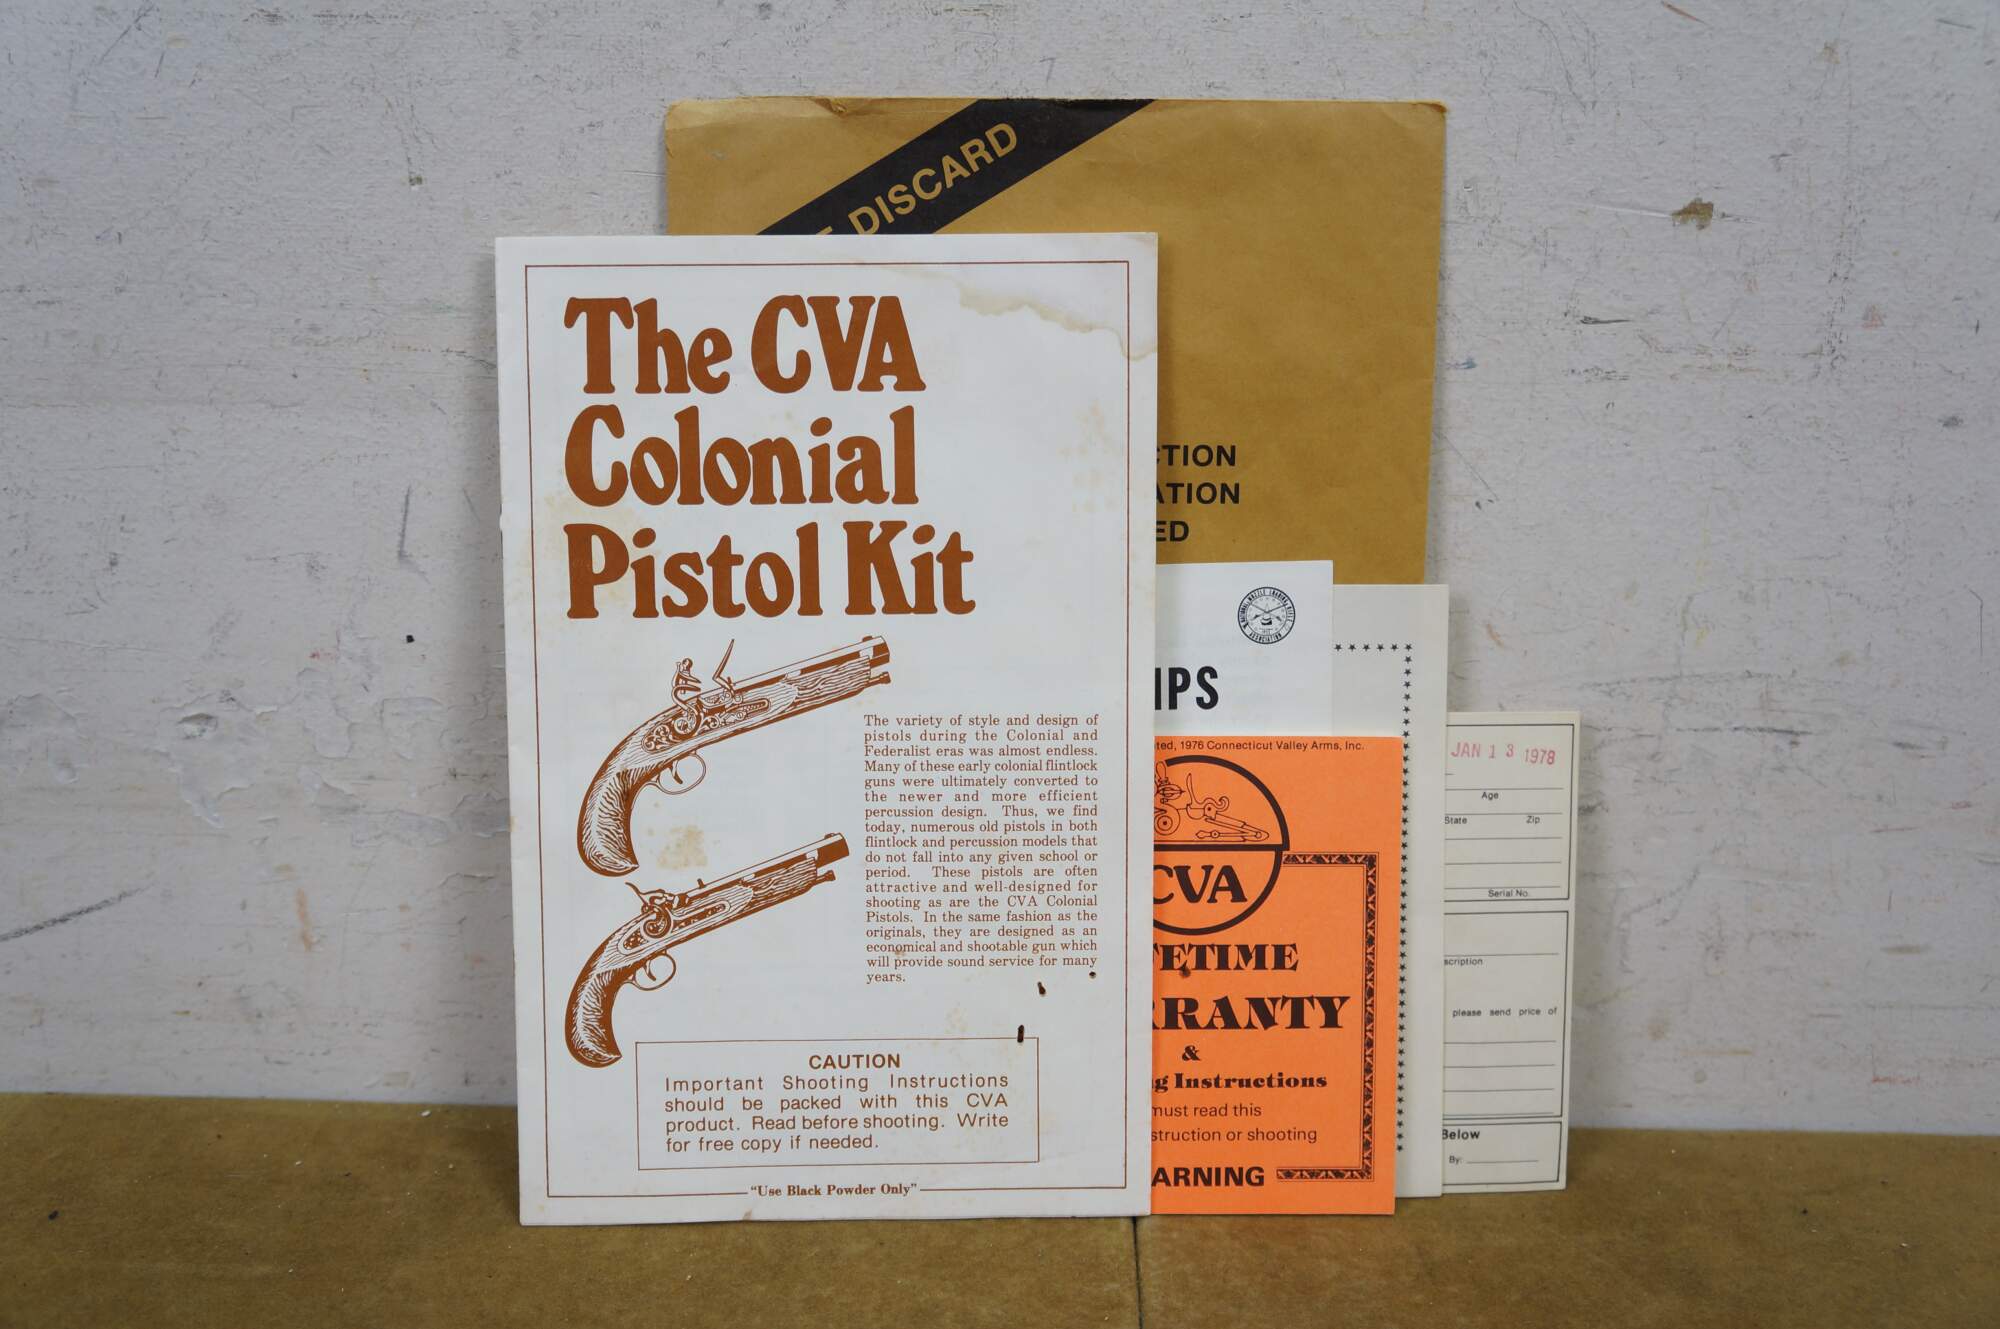 DISCARD
The CVA
Colonial
Pistol Kit
The variety of style and design of
pistols during the Colonial and
Federalist eras was almost endless.
Many of these early colonial flintlock
guns were ultimately converted to
the newer and more efficient
percussion design. Thus, we find
today, numerous old pistols in both
flintlock and percussion models that
do not fall into any given school or
period. These pistols are often
attractive and well-designed for
shooting as are the CVA Colonial
Pistols. In the same fashion as the
originals, they are designed as an
economical and shootable gun which
will provide sound service for many
years.
CAUTION
Important Shooting Instructions
should be packed with this CVA
product. Read before shooting. Write
for free copy if needed.
"Use Black Powder Only"
CTION
ATION
ED
NATIONAL MUZZLE LOADING RIFLE
ASSOCIATION
IPS
ted, 1976 Connecticut Valley Arms, Inc.
CVA
FETIME
RRANTY
&
g Instructions
must read this
struction or shooting
ARNING
JAN 13 1978
Age
State Zip
Serial No.
scription
please send price of
Below
By: